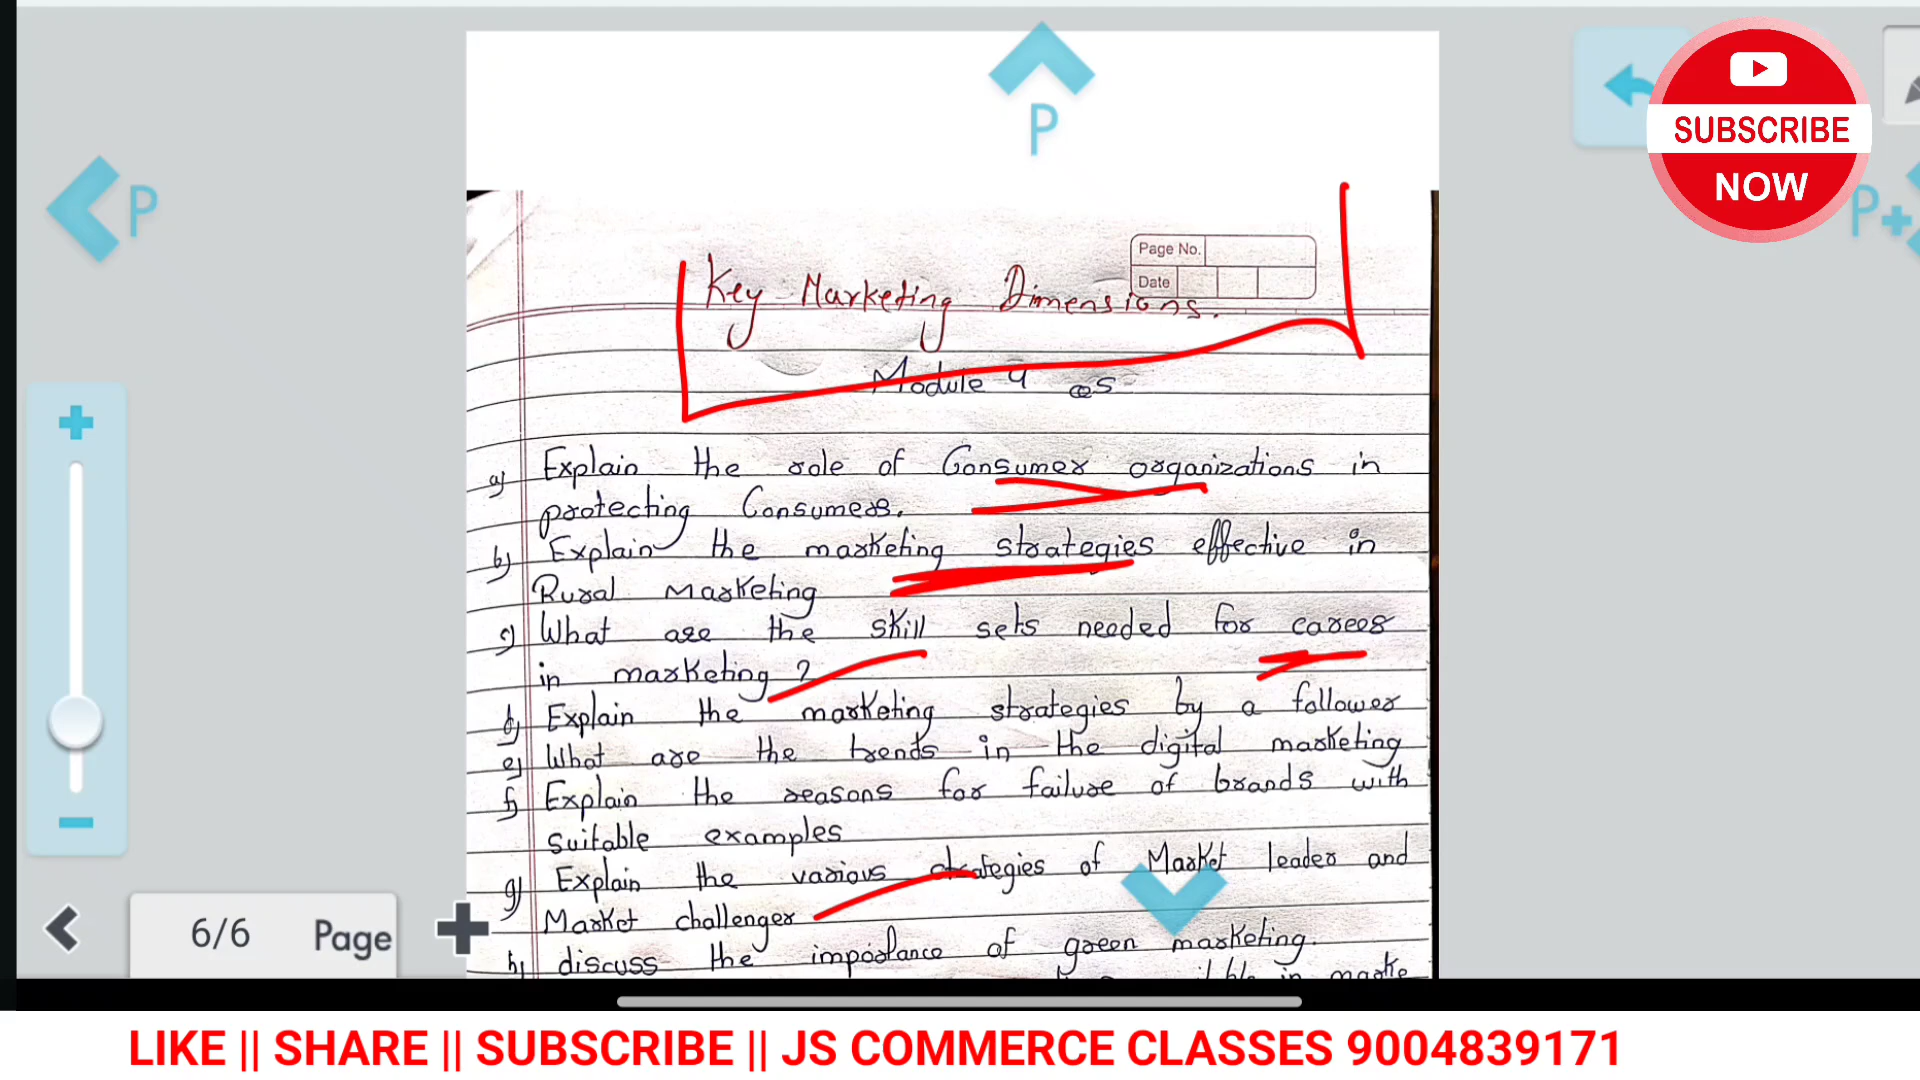 SUBSCRIBE
NOW
P
P
P+
Page No.
Date
Key Marketing Dimensions.
Module 4 es
a) Explain the role of Consumer organizations in
protecting Consumers.
b) Explain the marketing strategies effective in
Rural Marketing
c) What are the skill sets needed for career
in marketing ?
d) Explain the marketing strategies by a follower
e) What are the trends in the digital marketing
f) Explain the reasons for failure of brands with
suitable examples
g) Explain the various strategies of Market leader and
Market challenger
h) discuss the importance of green marketing.
in marke
6/6 Page
LIKE || SHARE || SUBSCRIBE || JS COMMERCE CLASSES 9004839171